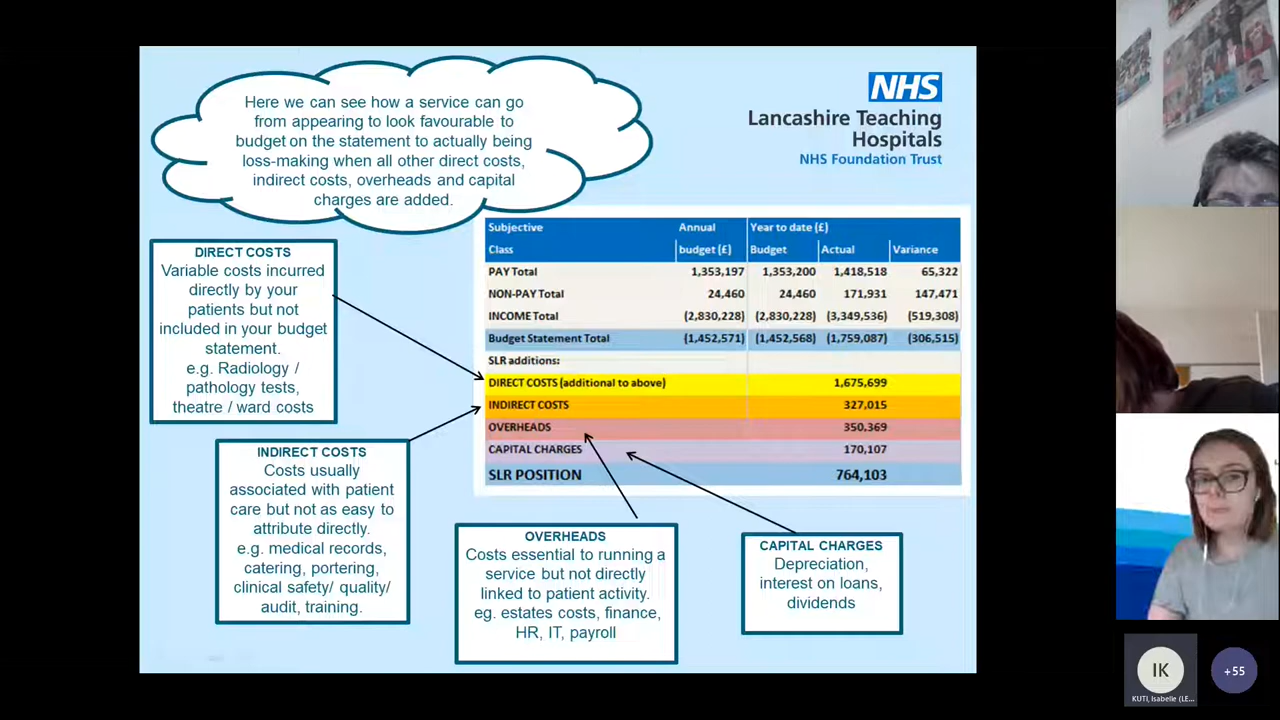 Here we can see how a service can go
from appearing to look favourable to
budget on the statement to actually being
loss-making when all other direct costs,
indirect costs, overheads and capital
charges are added.
NHS
Lancashire Teaching
Hospitals
NHS Foundation Trust
DIRECT COSTS
Variable costs incurred
directly by your
patients but not
included in your budget
statement.
e.g. Radiology /
pathology tests,
theatre / ward costs
Subjective Annual Year to date (£)
Class budget (£) Budget Actual Variance
PAY Total 1,353,197 1,353,200 1,418,518 65,322
NON-PAY Total 24,460 24,460 171,931 147,471
INCOME Total (2,830,228) (2,830,228) (3,349,536) (519,308)
Budget Statement Total (1,452,571) (1,452,568) (1,759,087) (306,515)
SLR additions:
DIRECT COSTS (additional to above) 1,675,699
INDIRECT COSTS 327,015
OVERHEADS 350,369
CAPITAL CHARGES 170,107
SLR POSITION 764,103
INDIRECT COSTS
Costs usually
associated with patient
care but not as easy to
attribute directly.
e.g. medical records,
catering, portering,
clinical safety/ quality/
audit, training.
OVERHEADS
Costs essential to running a
service but not directly
linked to patient activity.
eg. estates costs, finance,
HR, IT, payroll
CAPITAL CHARGES
Depreciation,
interest on loans,
dividends
IK
KUTI, Isabelle (LE...
+55